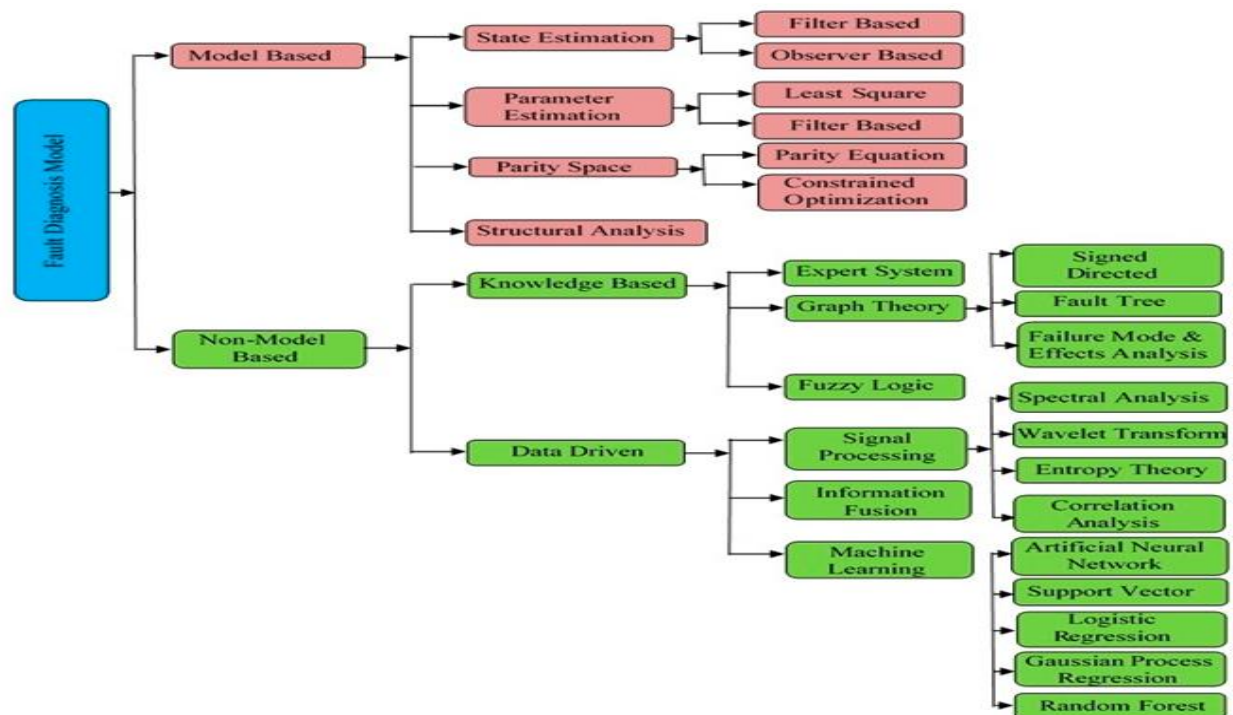 Fault Diagnosis Model
Model Based
State Estimation
Filter Based
Observer Based
Parameter
Estimation
Least Square
Filter Based
Parity Space
Parity Equation
Constrained
Optimization
Structural Analysis
Non-Model
Based
Knowledge Based
Expert System
Graph Theory
Signed
Directed
Fault Tree
Failure Mode &
Effects Analysis
Fuzzy Logic
Data Driven
Signal
Processing
Spectral Analysis
Wavelet Transform
Entropy Theory
Correlation
Analysis
Information
Fusion
Machine
Learning
Artificial Neural
Network
Support Vector
Logistic
Regression
Gaussian Process
Regression
Random Forest